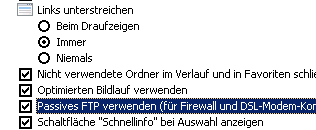 Links unterstreichen
Beim Draufzeigen
Immer
Niemals
Nicht verwendete Ordner im Verlauf und in Favoriten schlie
Optimierten Bildlauf verwenden
Passives FTP verwenden (für Firewall und DSL-Modem-Kor
Schaltfläche "Schnellinfo" bei Auswahl anzeigen